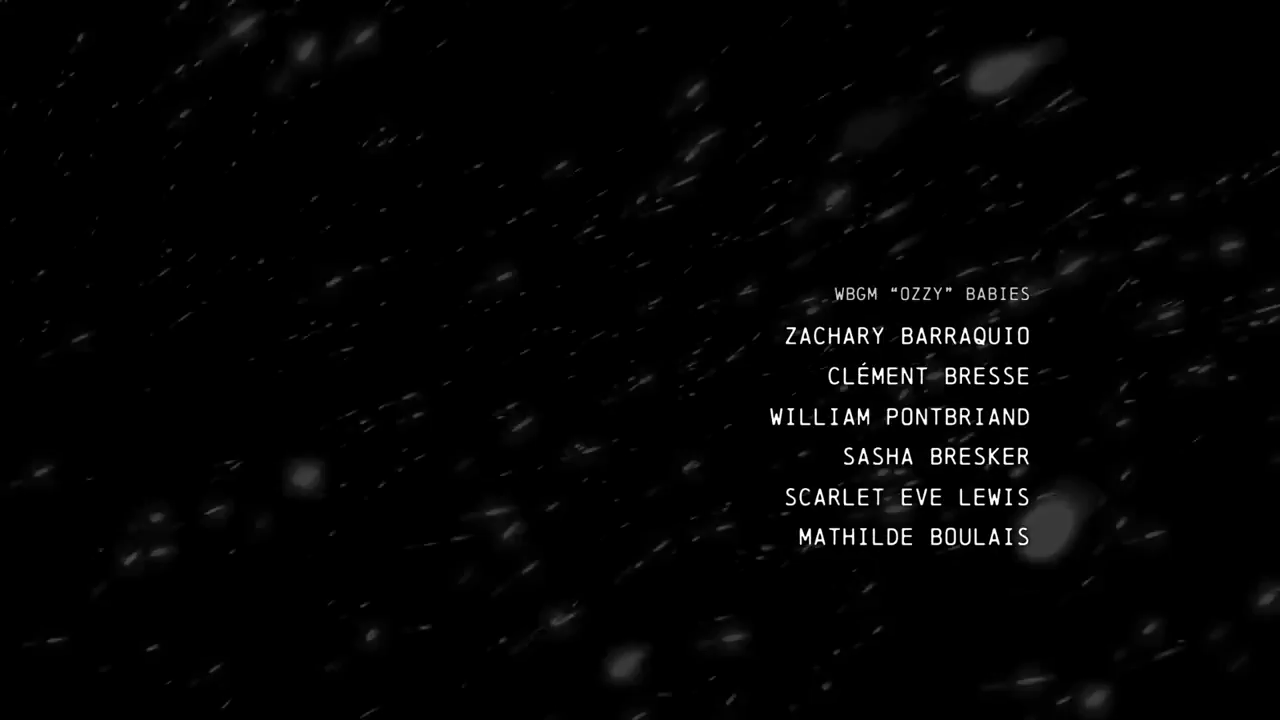 WBGM “OZZY” BABIES
ZACHARY BARRAQUIO
CLÉMENT BRESSE
WILLIAM PONTBRIAND
SASHA BRESKER
SCARLET EVE LEWIS
MATHILDE BOULAIS